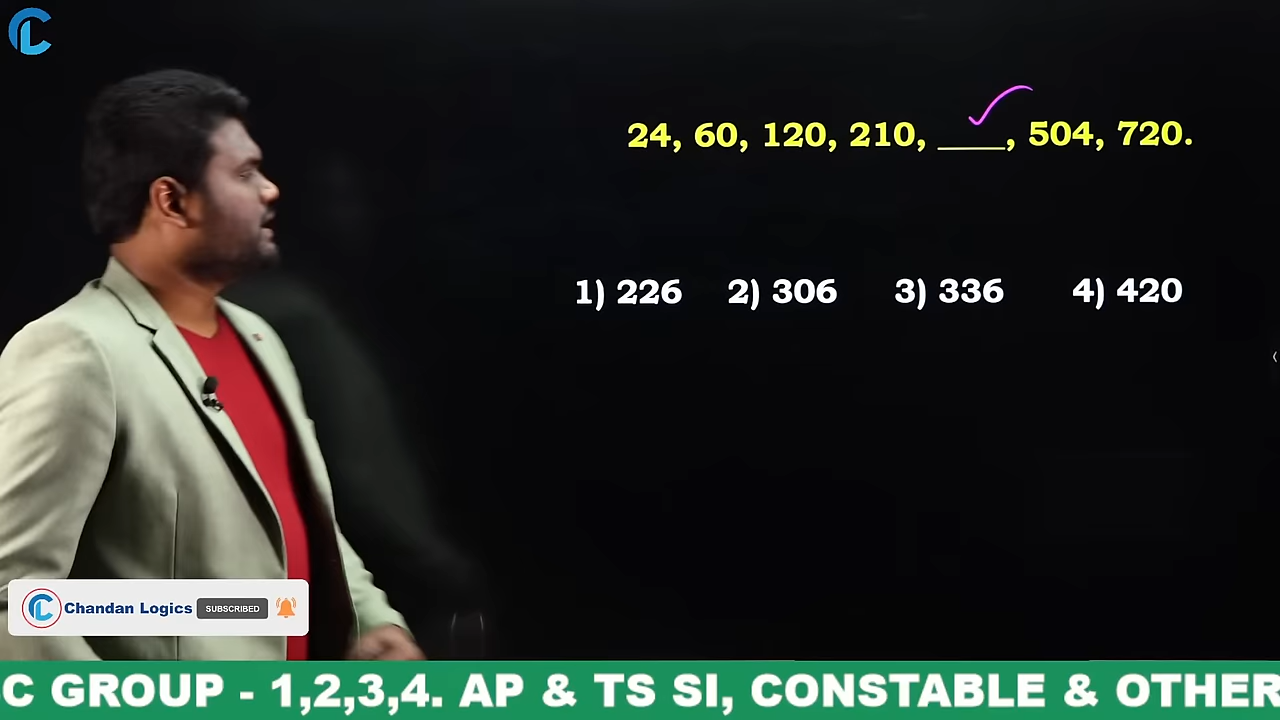 24, 60, 120, 210, ____, 504, 720.
1) 226 2) 306 3) 336 4) 420
Chandan Logics SUBSCRIBED
C GROUP - 1,2,3,4. AP & TS SI, CONSTABLE & OTHER